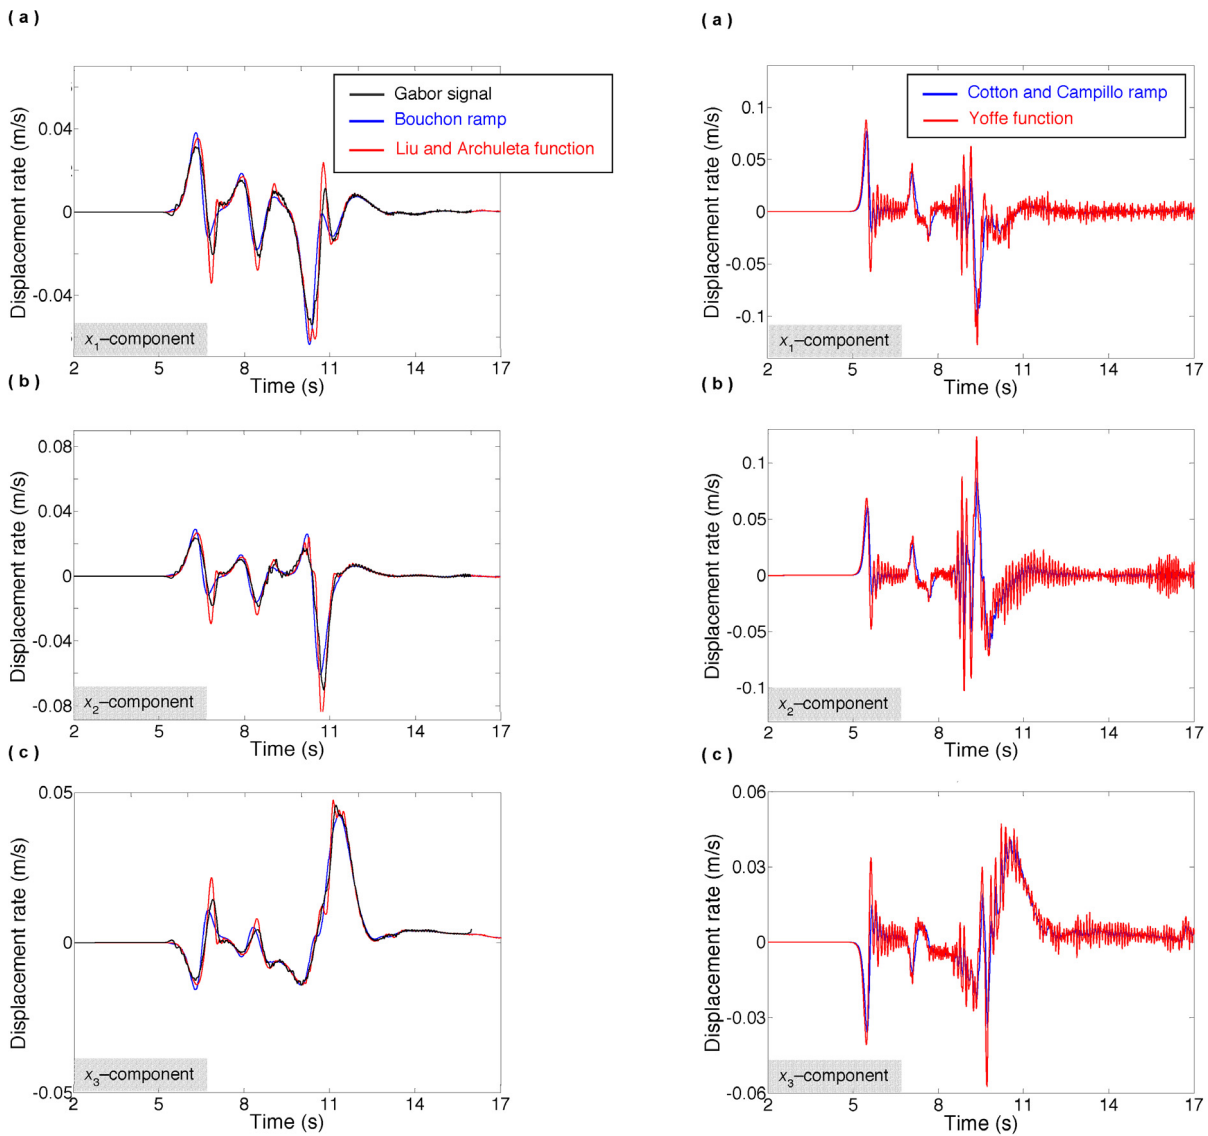 ( a )
0.04
0
-0.04
Displacement rate (m/s)
Gabor signal
Bouchon ramp
Liu and Archuleta function
x1–component
2 5 8 11 14 17
Time (s)
( b )
0.08
0.04
0
-0.04
-0.08
Displacement rate (m/s)
x2–component
2 5 8 11 14 17
Time (s)
( c )
0.05
0
-0.05
Displacement rate (m/s)
x3–component
2 5 8 11 14 17
Time (s)
( a )
0.1
0.05
0
-0.05
-0.1
Displacement rate (m/s)
Cotton and Campillo ramp
Yoffe function
x1–component
2 5 8 11 14 17
Time (s)
( b )
0.1
0.05
0
-0.05
-0.1
Displacement rate (m/s)
x2–component
2 5 8 11 14 17
Time (s)
( c )
0.06
0.03
0
-0.03
-0.06
Displacement rate (m/s)
x3–component
2 5 8 11 14 17
Time (s)